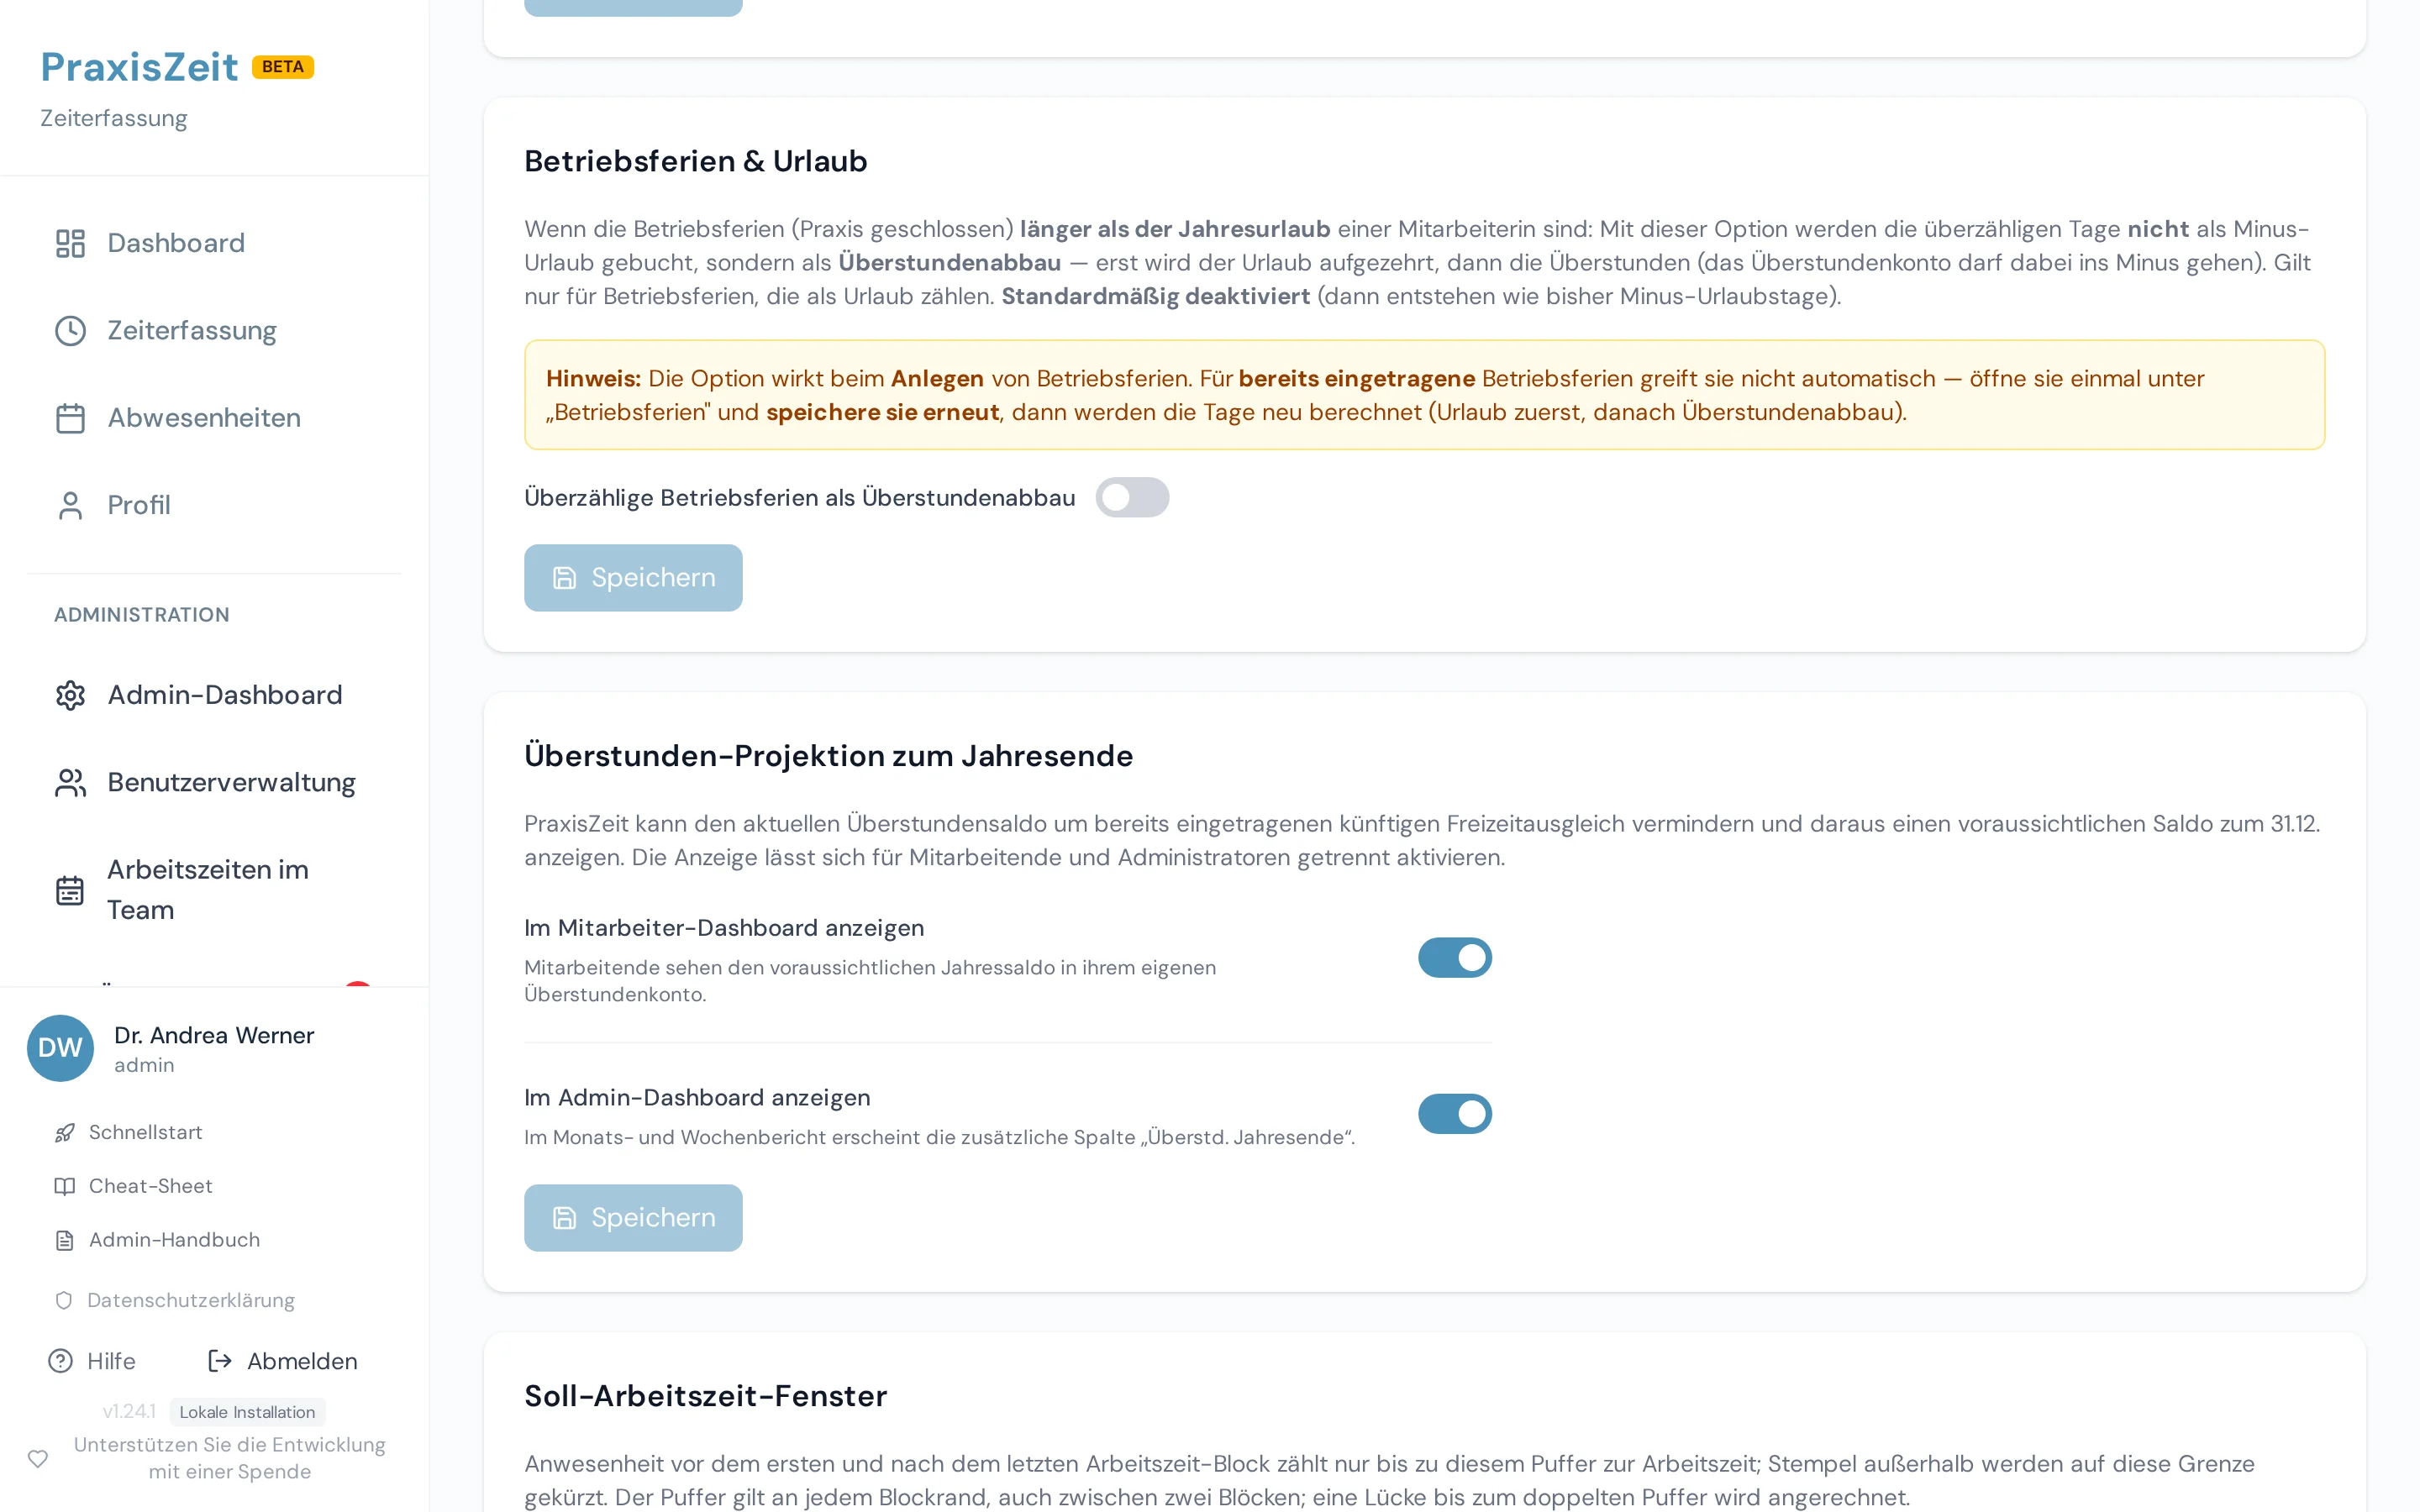 PraxisZeit BETA
Zeiterfassung
Dashboard
Zeiterfassung
Abwesenheiten
Profil
ADMINISTRATION
Admin-Dashboard
Benutzerverwaltung
Arbeitszeiten im
Team
DW
Dr. Andrea Werner
admin
Schnellstart
Cheat-Sheet
Admin-Handbuch
Datenschutzerklärung
Hilfe
Abmelden
v1.24.1 Lokale Installation
Unterstützen Sie die Entwicklung
mit einer Spende
Betriebsferien & Urlaub
Wenn die Betriebsferien (Praxis geschlossen) länger als der Jahresurlaub einer Mitarbeiterin sind: Mit dieser Option werden die überzähligen Tage nicht als Minus-
Urlaub gebucht, sondern als Überstundenabbau — erst wird der Urlaub aufgezehrt, dann die Überstunden (das Überstundenkonto darf dabei ins Minus gehen). Gilt
nur für Betriebsferien, die als Urlaub zählen. Standardmäßig deaktiviert (dann entstehen wie bisher Minus-Urlaubstage).
Hinweis: Die Option wirkt beim Anlegen von Betriebsferien. Für bereits eingetragene Betriebsferien greift sie nicht automatisch — öffne sie einmal unter
„Betriebsferien" und speichere sie erneut, dann werden die Tage neu berechnet (Urlaub zuerst, danach Überstundenabbau).
Überzählige Betriebsferien als Überstundenabbau
Speichern
Überstunden-Projektion zum Jahresende
PraxisZeit kann den aktuellen Überstundensaldo um bereits eingetragenen künftigen Freizeitausgleich vermindern und daraus einen voraussichtlichen Saldo zum 31.12.
anzeigen. Die Anzeige lässt sich für Mitarbeitende und Administratoren getrennt aktivieren.
Im Mitarbeiter-Dashboard anzeigen
Mitarbeitende sehen den voraussichtlichen Jahressaldo in ihrem eigenen
Überstundenkonto.
Im Admin-Dashboard anzeigen
Im Monats- und Wochenbericht erscheint die zusätzliche Spalte „Überstd. Jahresende“.
Speichern
Soll-Arbeitszeit-Fenster
Anwesenheit vor dem ersten und nach dem letzten Arbeitszeit-Block zählt nur bis zu diesem Puffer zur Arbeitszeit; Stempel außerhalb werden auf diese Grenze
gekürzt. Der Puffer gilt an jedem Blockrand, auch zwischen zwei Blöcken; eine Lücke bis zum doppelten Puffer wird angerechnet.